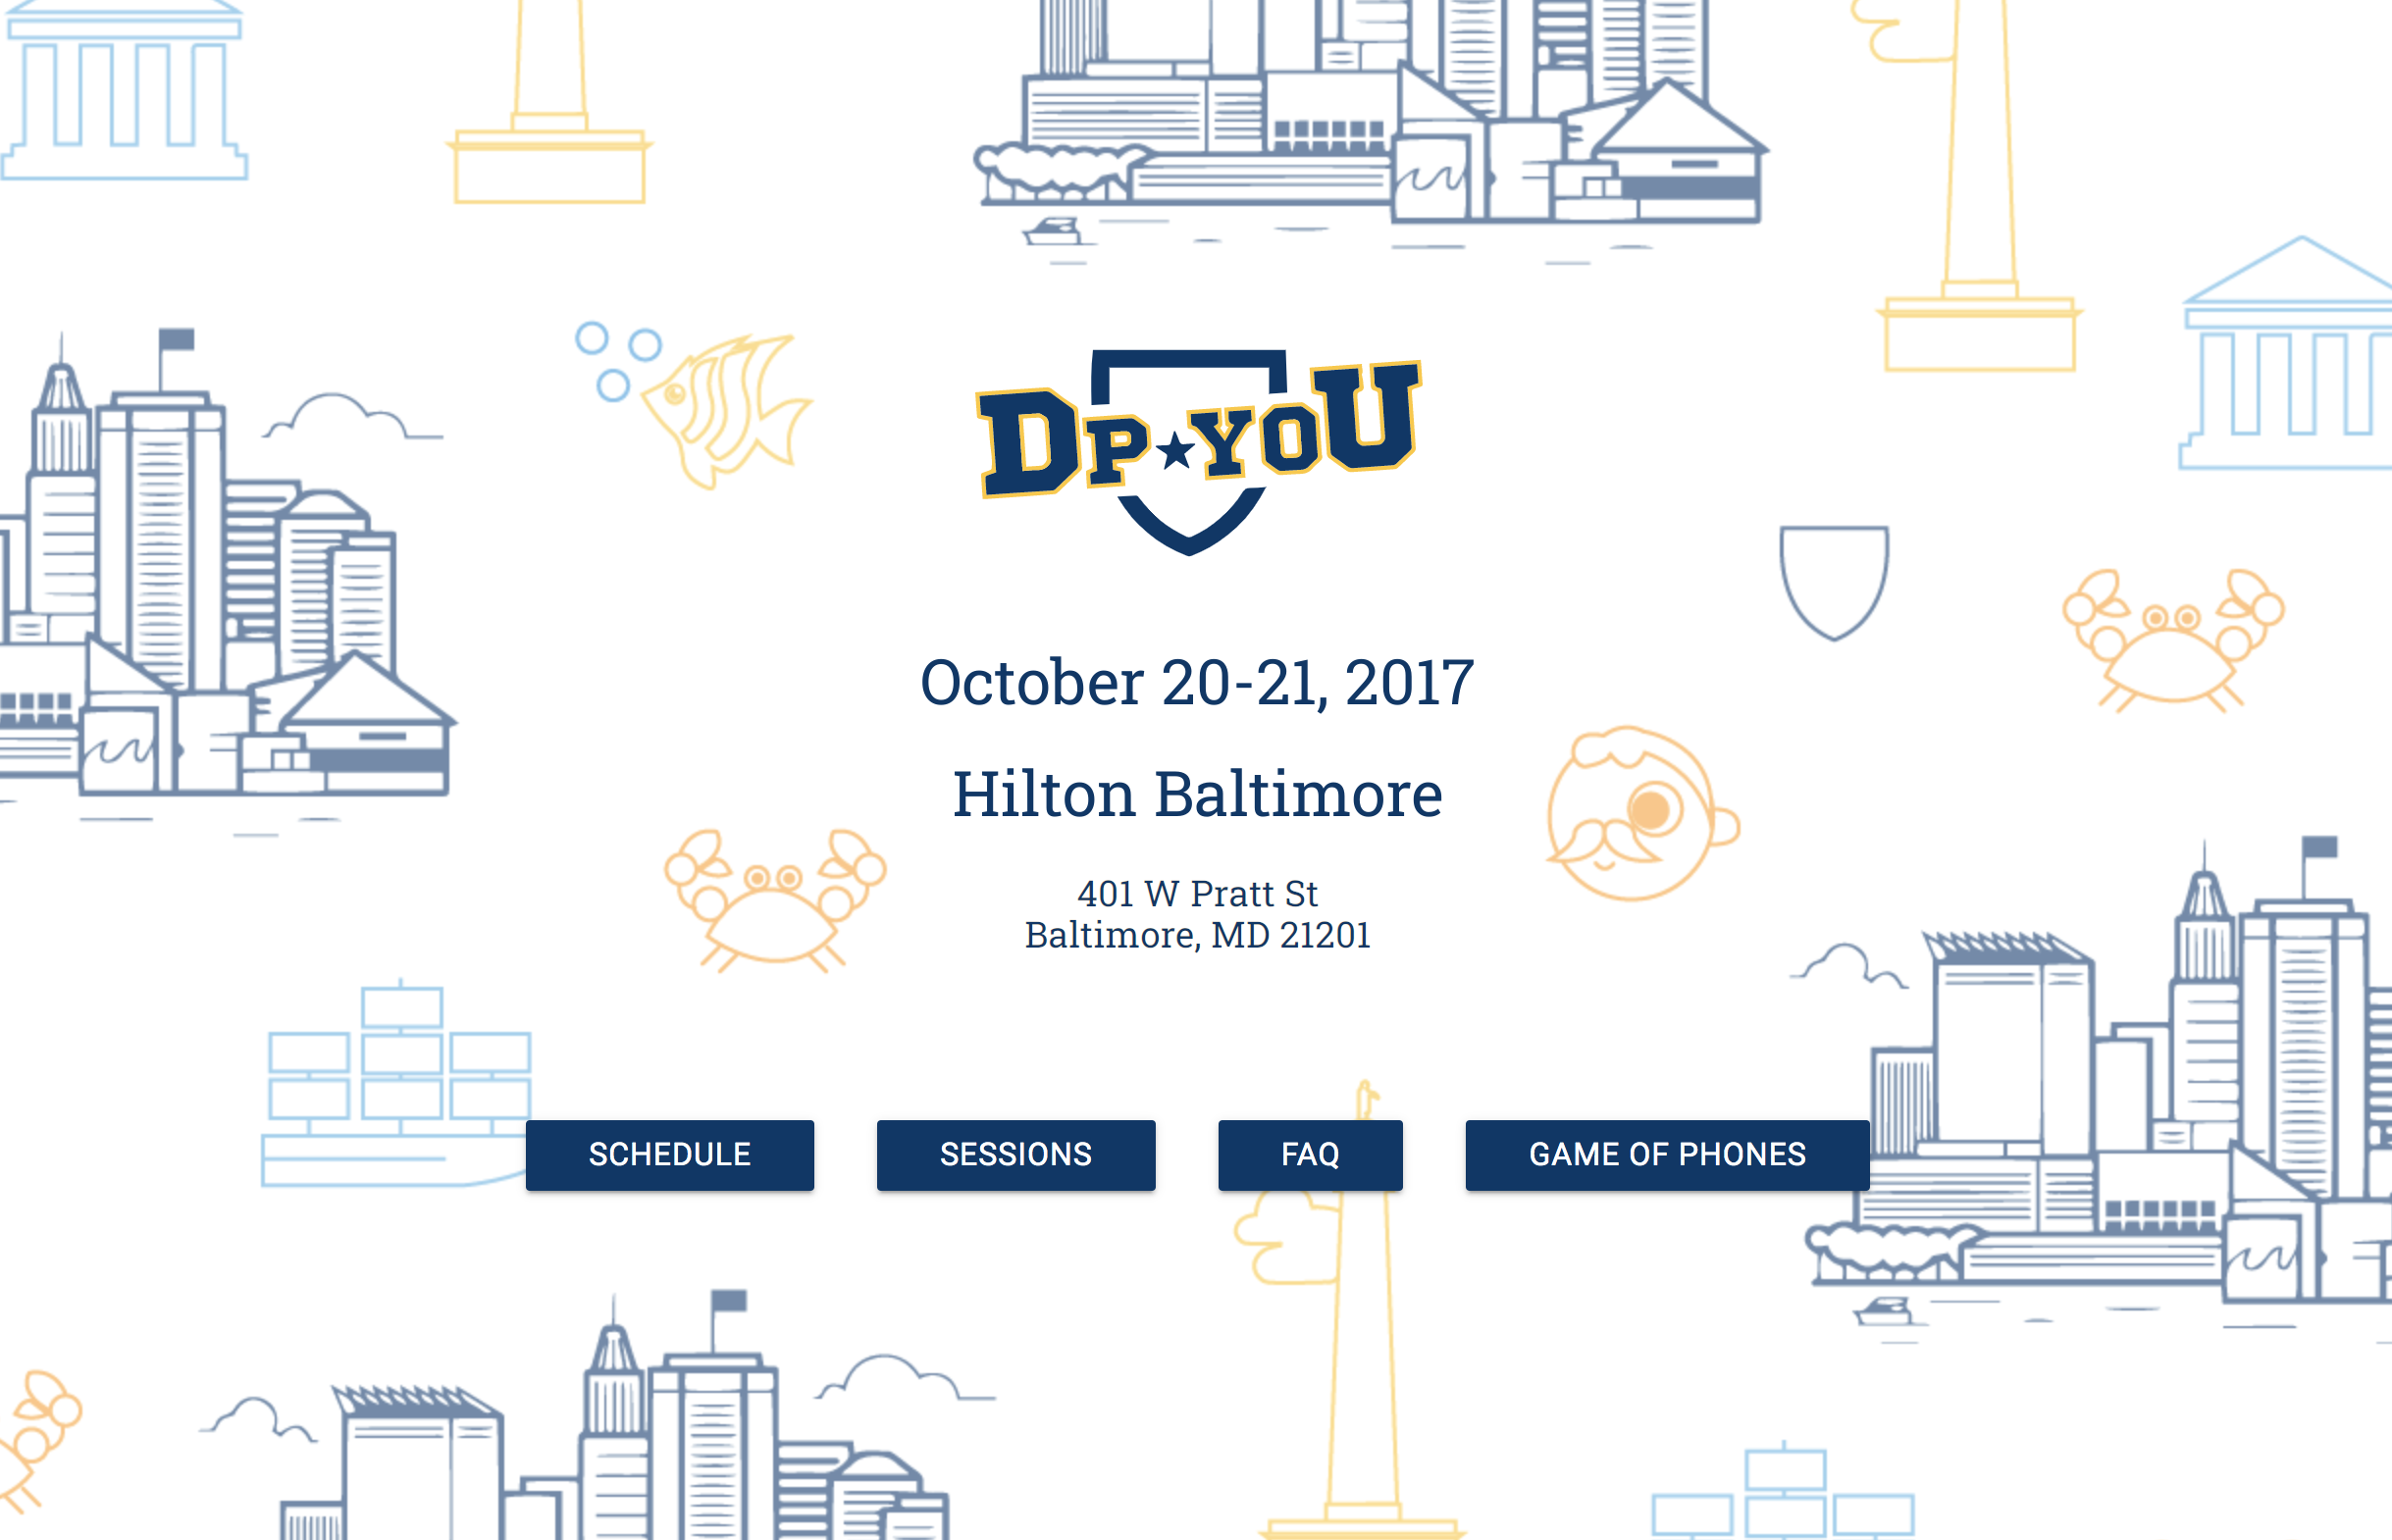 DP★YOU
October 20-21, 2017
Hilton Baltimore
401 W Pratt St
Baltimore, MD 21201
SCHEDULE
SESSIONS
FAQ
GAME OF PHONES